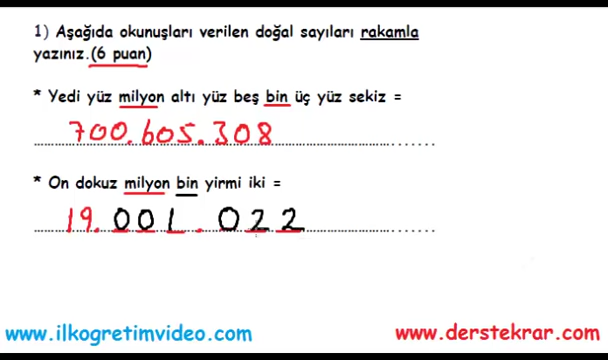 1) Aşağıda okunuşları verilen doğal sayıları rakamla
yazınız.(6 puan)
* Yedi yüz milyon altı yüz beş bin üç yüz sekiz =
700.605.308
* On dokuz milyon bin yirmi iki =
19.001.022
www.ilkogretimvideo.com
www.derstekrar.com